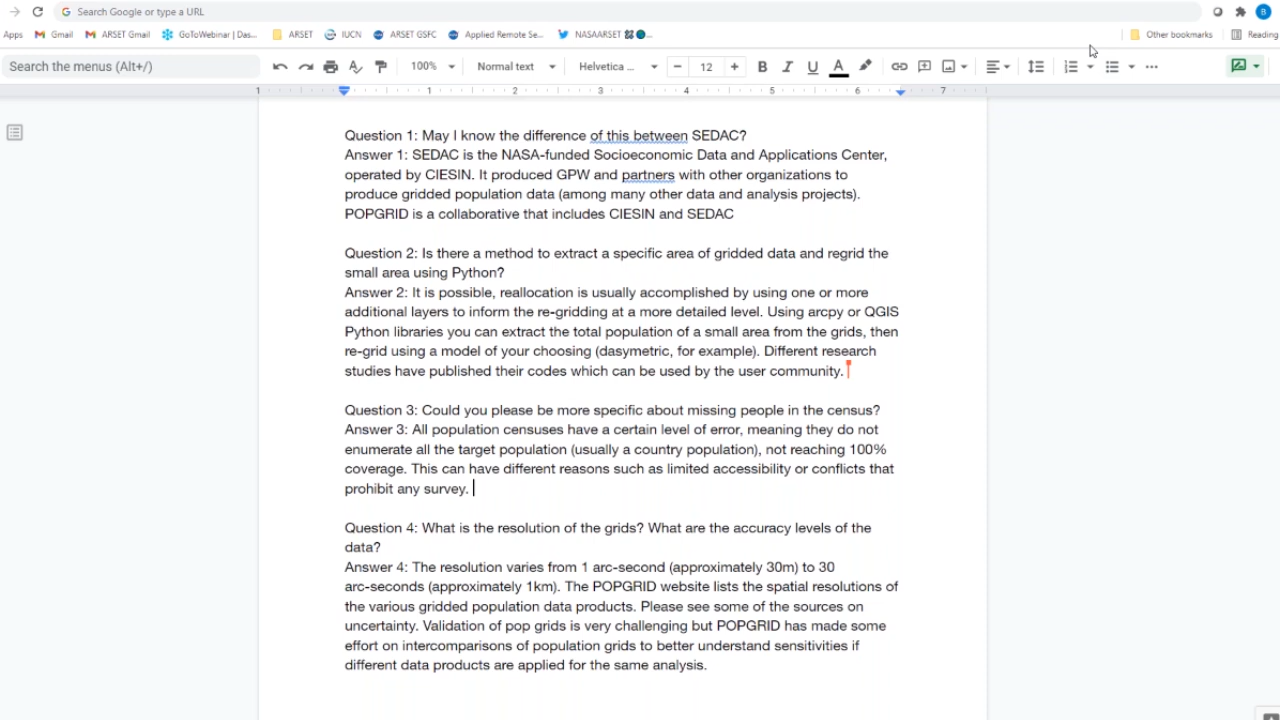 Search Google or type a URL
Apps Gmail ARSET Gmail GoToWebinar | Das... ARSET IUCN ARSET GSFC Applied Remote Se... NASAARSET Other bookmarks Reading
Search the menus (Alt+/) 100% Normal text Helvetica ... 12
1 1 2 3 4 5 6 7
Question 1: May I know the difference of this between SEDAC?
Answer 1: SEDAC is the NASA-funded Socioeconomic Data and Applications Center,
operated by CIESIN. It produced GPW and partners with other organizations to
produce gridded population data (among many other data and analysis projects).
POPGRID is a collaborative that includes CIESIN and SEDAC
Question 2: Is there a method to extract a specific area of gridded data and regrid the
small area using Python?
Answer 2: It is possible, reallocation is usually accomplished by using one or more
additional layers to inform the re-gridding at a more detailed level. Using arcpy or QGIS
Python libraries you can extract the total population of a small area from the grids, then
re-grid using a model of your choosing (dasymetric, for example). Different research
studies have published their codes which can be used by the user community.
Question 3: Could you please be more specific about missing people in the census?
Answer 3: All population censuses have a certain level of error, meaning they do not
enumerate all the target population (usually a country population), not reaching 100%
coverage. This can have different reasons such as limited accessibility or conflicts that
prohibit any survey.
Question 4: What is the resolution of the grids? What are the accuracy levels of the
data?
Answer 4: The resolution varies from 1 arc-second (approximately 30m) to 30
arc-seconds (approximately 1km). The POPGRID website lists the spatial resolutions of
the various gridded population data products. Please see some of the sources on
uncertainty. Validation of pop grids is very challenging but POPGRID has made some
effort on intercomparisons of population grids to better understand sensitivities if
different data products are applied for the same analysis.